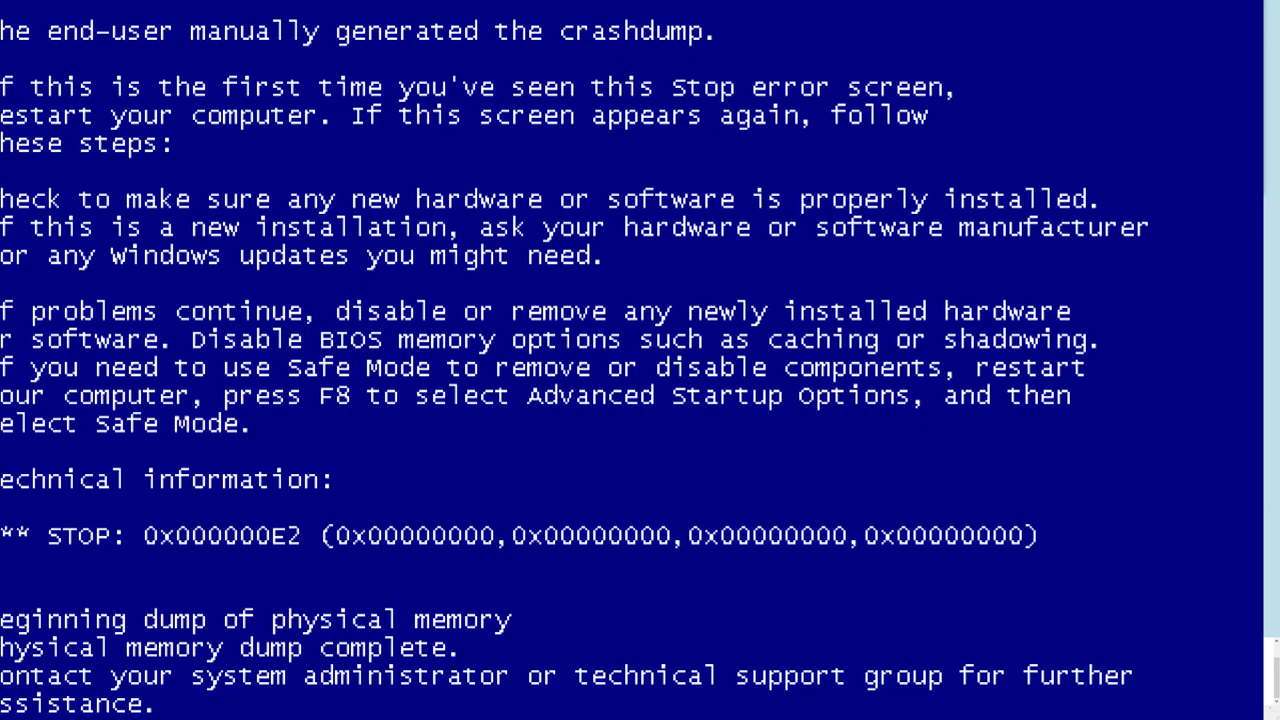 he end-user manually generated the crashdump.
f this is the first time you've seen this Stop error screen,
estart your computer. If this screen appears again, follow
hese steps:
heck to make sure any new hardware or software is properly installed.
f this is a new installation, ask your hardware or software manufacturer
or any Windows updates you might need.
f problems continue, disable or remove any newly installed hardware
r software. Disable BIOS memory options such as caching or shadowing.
f you need to use Safe Mode to remove or disable components, restart
our computer, press F8 to select Advanced Startup Options, and then
elect Safe Mode.
echnical information:
** STOP: 0x000000E2 (0x00000000,0x00000000,0x00000000,0x00000000)
eginning dump of physical memory
hysical memory dump complete.
ontact your system administrator or technical support group for further
ssistance.